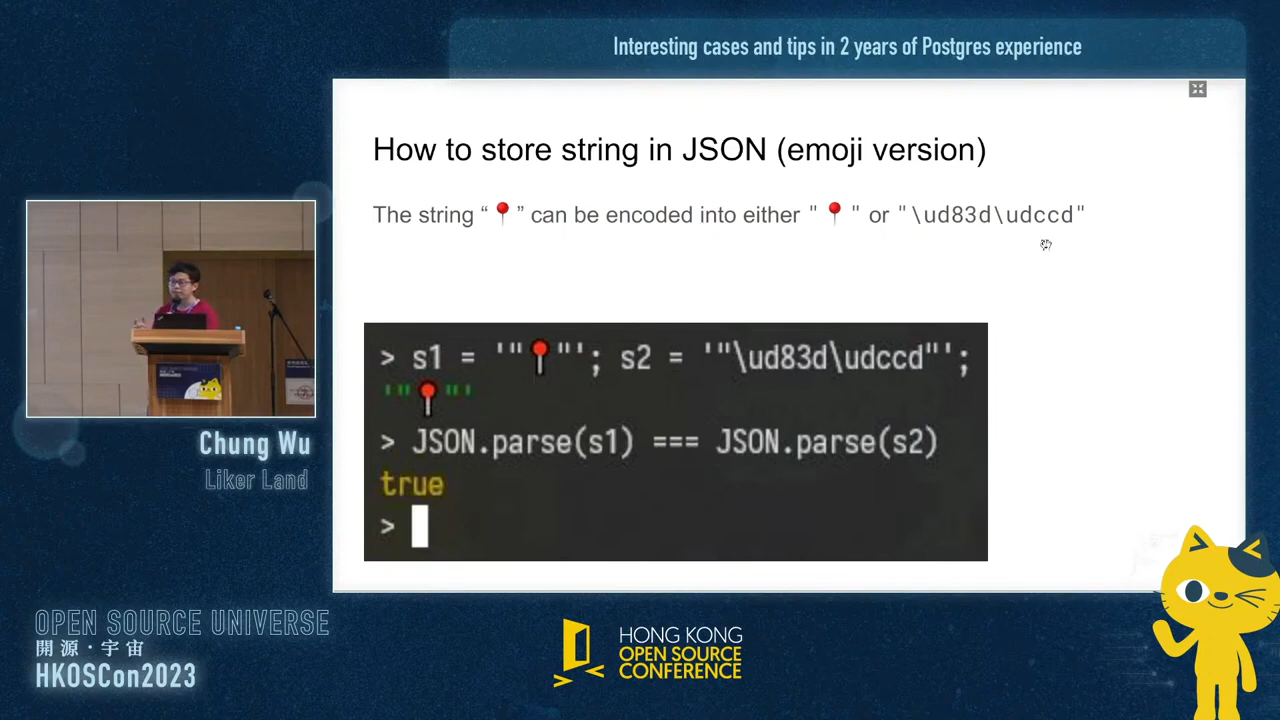 Interesting cases and tips in 2 years of Postgres experience
How to store string in JSON (emoji version)
The string “📍” can be encoded into either "📍" or "\ud83d\udccd"
> s1 = '"📍"'; s2 = '"\ud83d\udccd"';
'"📍"'
> JSON.parse(s1) === JSON.parse(s2)
true
>
Chung Wu
Liker Land
OPEN SOURCE UNIVERSE
開源·宇宙
HKOSCon2023
HONG KONG
OPEN SOURCE
CONFERENCE